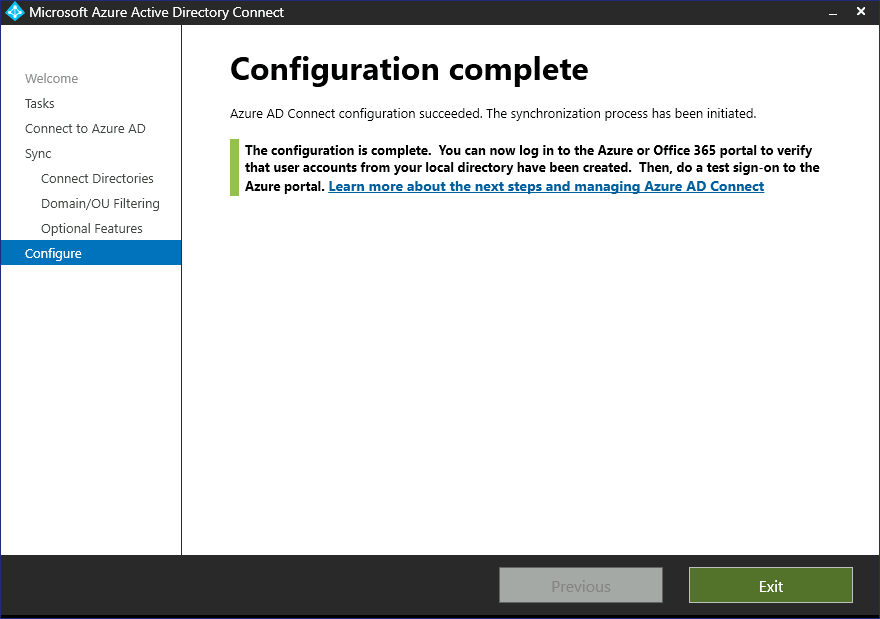 Microsoft Azure Active Directory Connect
Welcome
Tasks
Connect to Azure AD
Sync
Connect Directories
Domain/OU Filtering
Optional Features
Configure
Configuration complete
Azure AD Connect configuration succeeded. The synchronization process has been initiated.
The configuration is complete.  You can now log in to the Azure or Office 365 portal to verify
that user accounts from your local directory have been created.  Then, do a test sign-on to the
Azure portal. Learn more about the next steps and managing Azure AD Connect
Previous
Exit